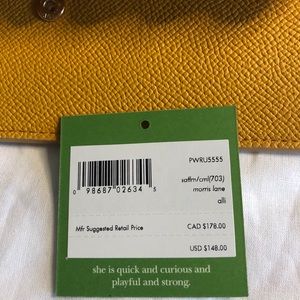 PWRU5555
0 98687 02634 5
saffrn/cml(703)
morris lane
alli
Mfr Suggested Retail Price CAD $178.00
USD $148.00
she is quick and curious and
playful and strong.